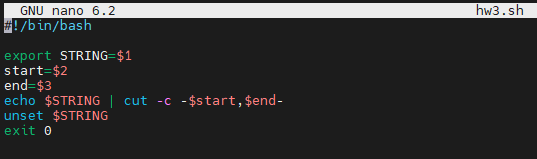 GNU nano 6.2 hw3.sh
#!/bin/bash
export STRING=$1
start=$2
end=$3
echo $STRING | cut -c -$start,$end-
unset $STRING
exit 0